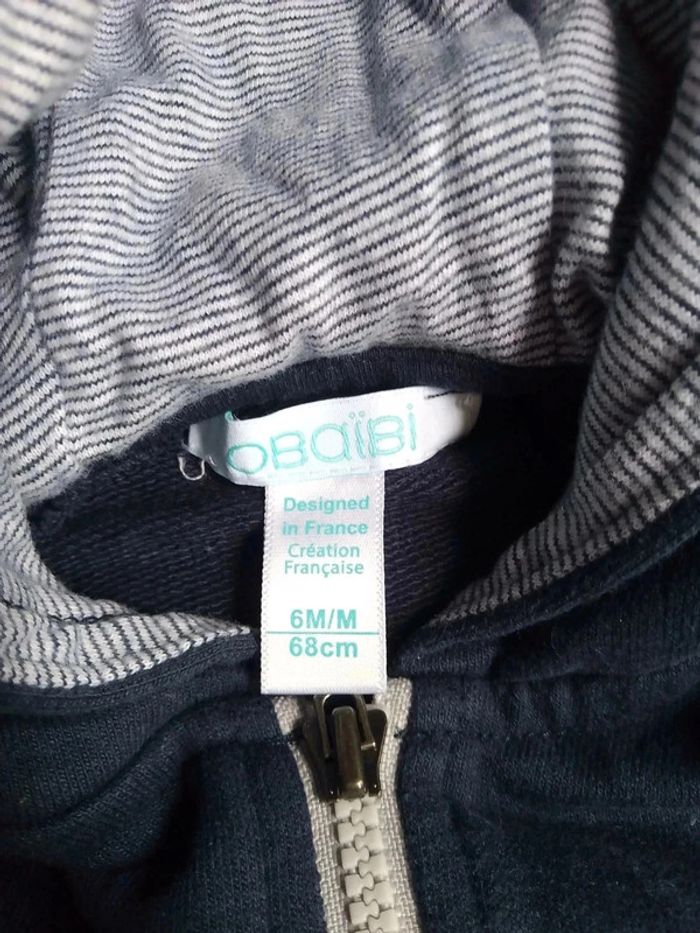 OBaïBi
Designed
in France
Création
Française
6M/M
68cm